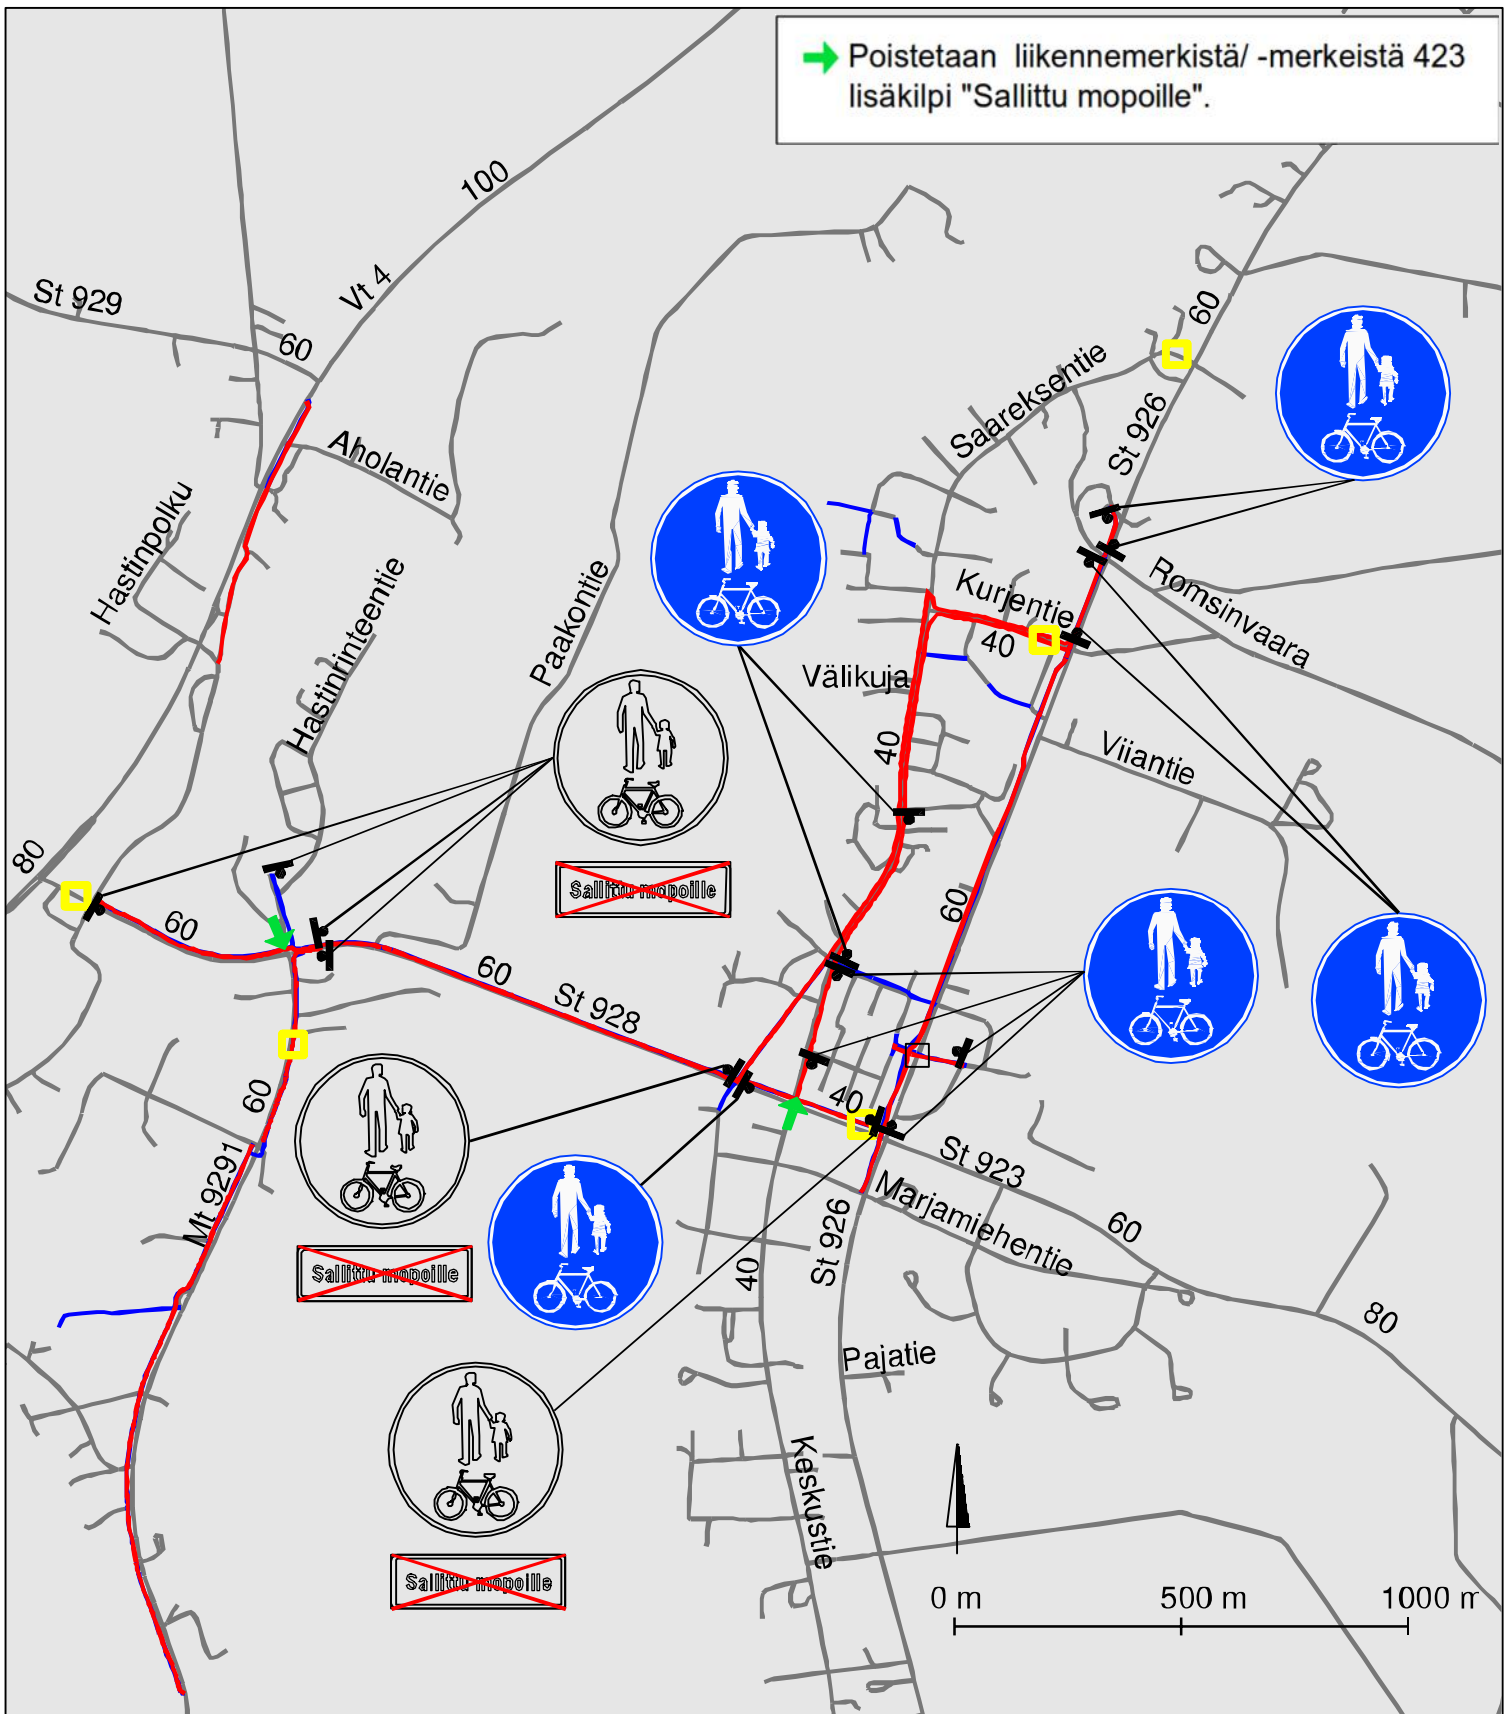 Poistetaan liikennemerkistä/ -merkeistä 423
lisäkilpi "Sallittu mopoille".
100
Vt 4
St 929
60
60
Saareksentie
St 926
Aholantie
Hastinpolku
Hastinrinteentie
Paakontie
Kurjentie
40
Romsinvaara
Välikuja
40
Viiantie
80
Sallittu mopoille
60
60
60
St 928
60
40
St 923
Mt 9291
Marjamiehentie
60
St 926
Sallittu mopoille
40
80
Pajatie
Keskustie
Sallittu mopoille
0 m
500 m
1000 m